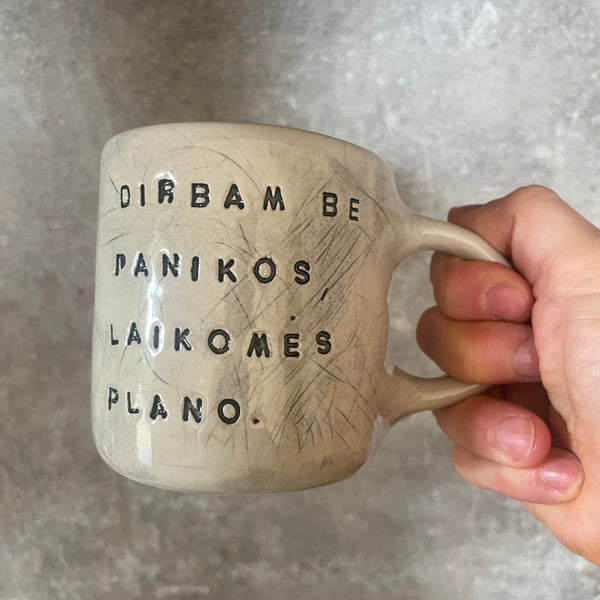 DIRBAM BE
PANIKOS,
LAIKOMĖS
PLANO.